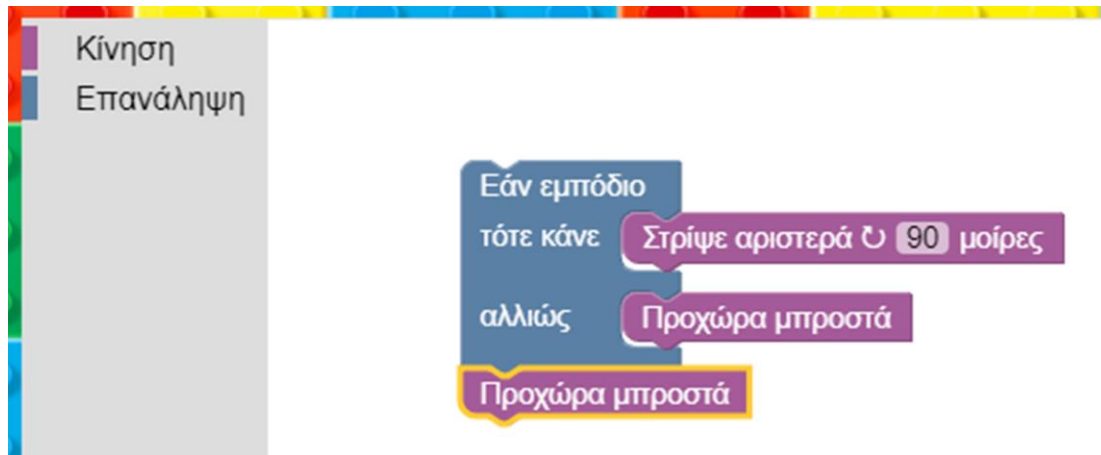 Κίνηση
Επανάληψη
Εάν εμπόδιο
τότε κάνε Στρίψε αριστερά ↻ 90 μοίρες
αλλιώς Προχώρα μπροστά
Προχώρα μπροστά